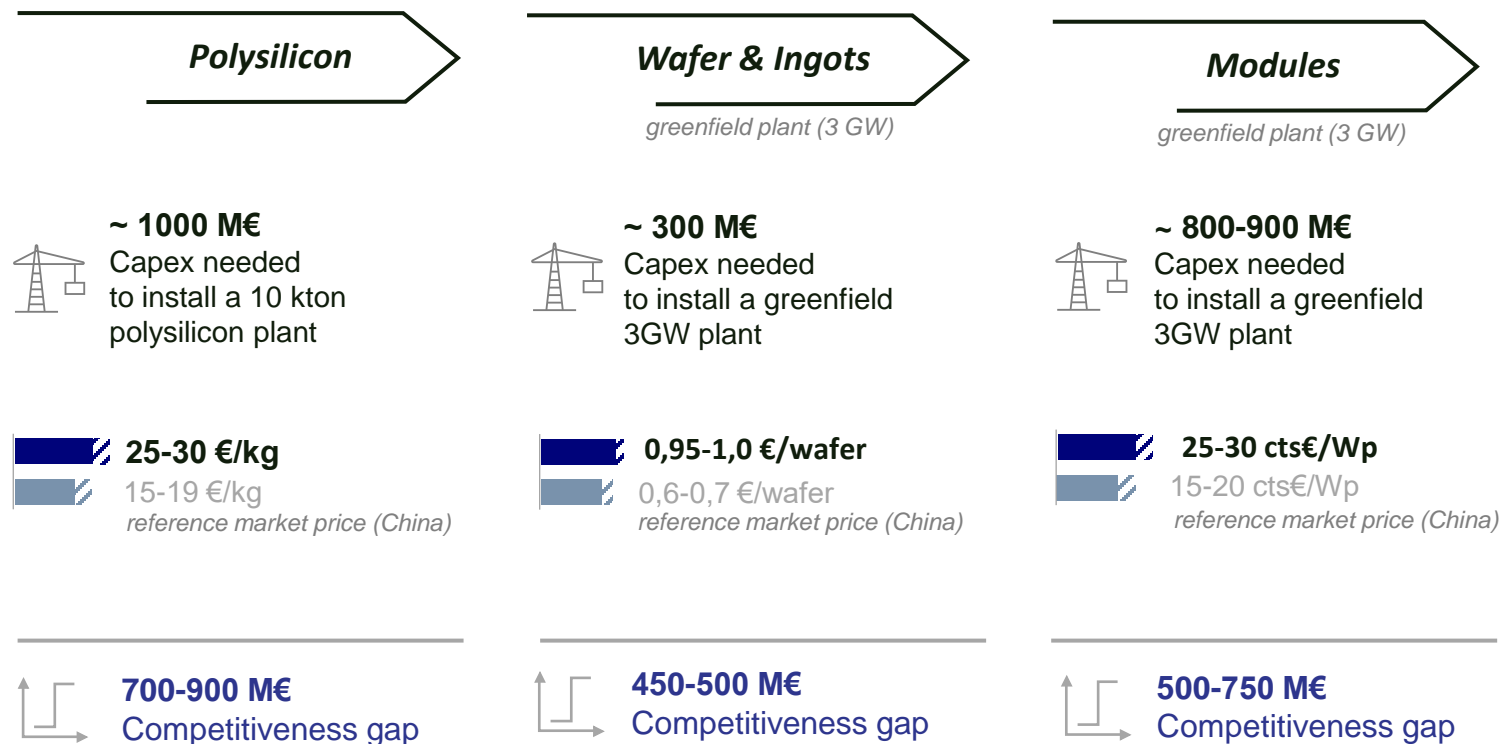 Polysilicon
~ 1000 M€
Capex needed
to install a 10 kton
polysilicon plant
25-30 €/kg
15-19 €/kg
reference market price (China)
700-900 M€
Competitiveness gap
Wafer & Ingots
greenfield plant (3 GW)
~ 300 M€
Capex needed
to install a greenfield
3GW plant
0,95-1,0 €/wafer
0,6-0,7 €/wafer
reference market price (China)
450-500 M€
Competitiveness gap
Modules
greenfield plant (3 GW)
~ 800-900 M€
Capex needed
to install a greenfield
3GW plant
25-30 cts€/Wp
15-20 cts€/Wp
reference market price (China)
500-750 M€
Competitiveness gap